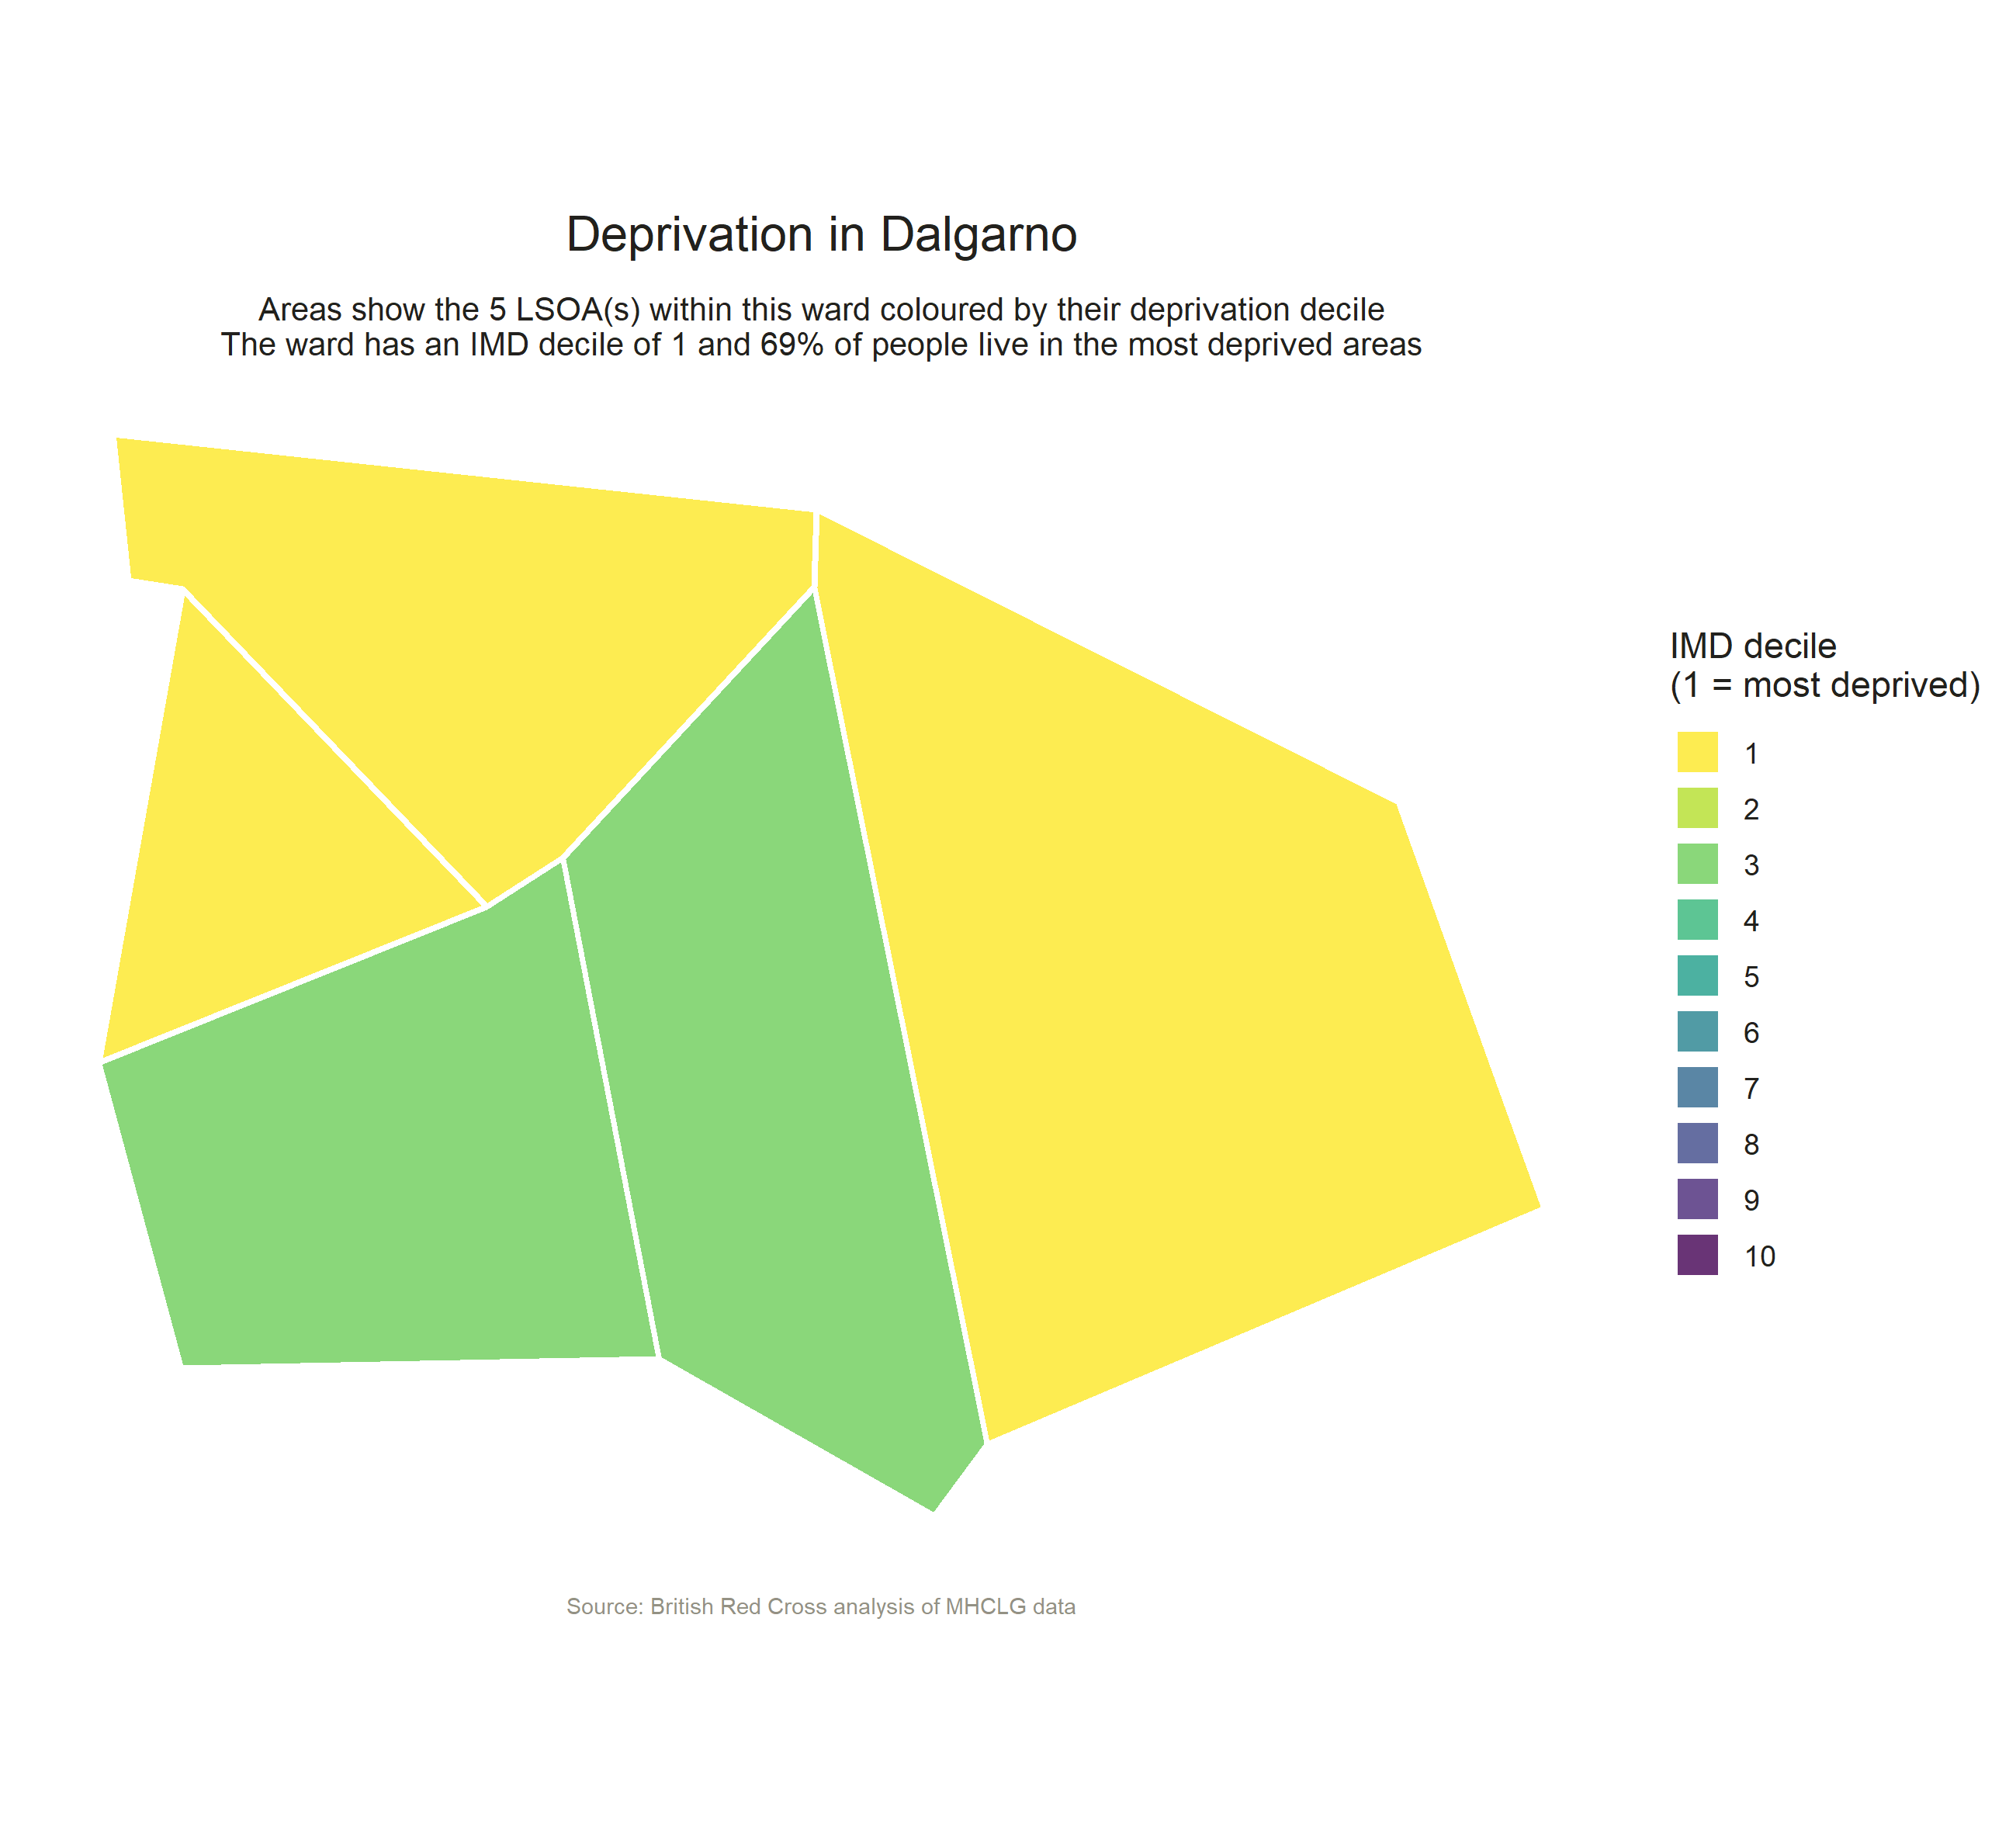 Deprivation in Dalgarno
Areas show the 5 LSOA(s) within this ward coloured by their deprivation decile
The ward has an IMD decile of 1 and 69% of people live in the most deprived areas
IMD decile
(1 = most deprived)
1
2
3
4
5
6
7
8
9
10
Source: British Red Cross analysis of MHCLG data